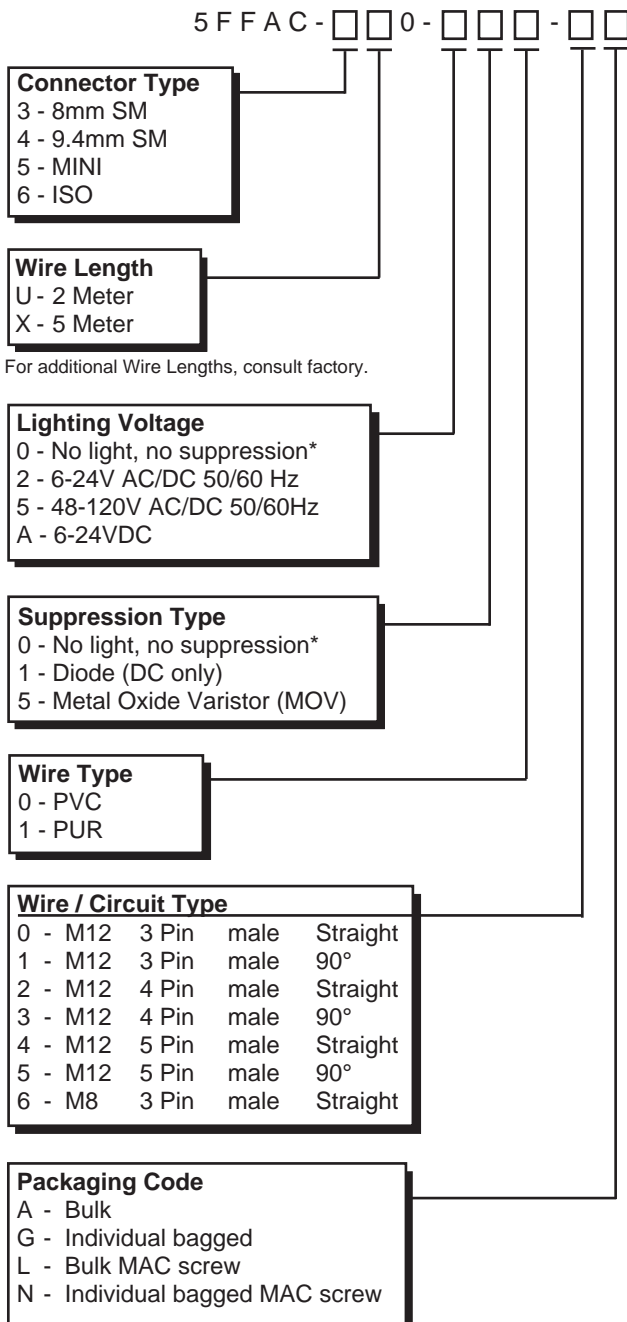 5FFAC-□□0-□□□-□□
Connector Type
3 - 8mm SM
4 - 9.4mm SM
5 - MINI
6 - ISO
Wire Length
U - 2 Meter
X - 5 Meter
For additional Wire Lengths, consult factory.
Lighting Voltage
0 - No light, no suppression*
2 - 6-24V AC/DC 50/60 Hz
5 - 48-120V AC/DC 50/60Hz
A - 6-24VDC
Suppression Type
0 - No light, no suppression*
1 - Diode (DC only)
5 - Metal Oxide Varistor (MOV)
Wire Type
0 - PVC
1 - PUR
Wire / Circuit Type
0 - M12 3 Pin male Straight
1 - M12 3 Pin male 90°
2 - M12 4 Pin male Straight
3 - M12 4 Pin male 90°
4 - M12 5 Pin male Straight
5 - M12 5 Pin male 90°
6 - M8 3 Pin male Straight
Packaging Code
A - Bulk
G - Individual bagged
L - Bulk MAC screw
N - Individual bagged MAC screw